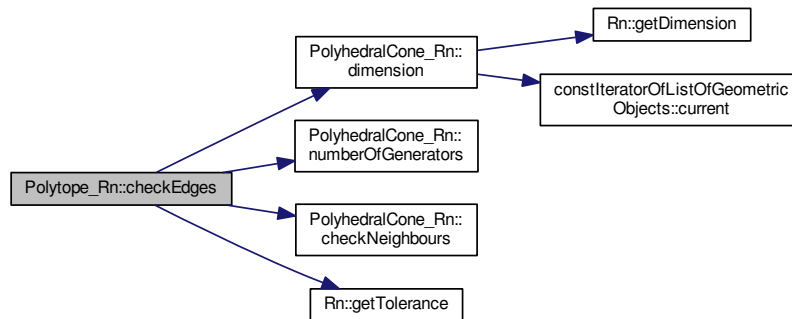 Rn::getDimension
PolyhedralCone_Rn::
dimension
constIteratorOfListOfGeometric
Objects::current
PolyhedralCone_Rn::
numberOfGenerators
Polytope_Rn::checkEdges
PolyhedralCone_Rn::
checkNeighbours
Rn::getTolerance